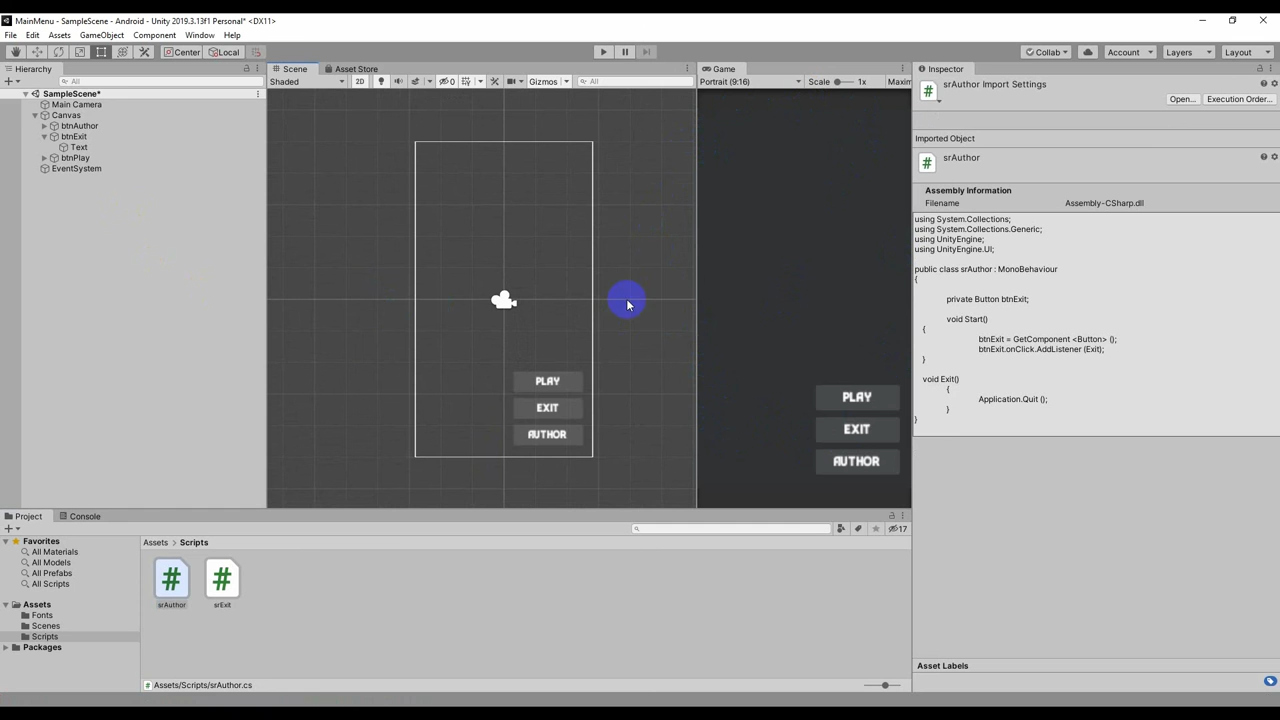 MainMenu - SampleScene - Android - Unity 2019.3.13f1 Personal* <DX11>
File Edit Assets GameObject Component Window Help
Center Local Collab Account Layers Layout
Hierarchy
All
SampleScene*
Main Camera
Canvas
btnAuthor
btnExit
Text
btnPlay
EventSystem
Scene Asset Store
Shaded 2D 0 Gizmos All
PLAY
EXIT
AUTHOR
Game
Portrait (9:16) Scale 1x Maxim
PLAY
EXIT
AUTHOR
Inspector
srAuthor Import Settings
Open... Execution Order...
Imported Object
srAuthor
Assembly Information
Filename Assembly-CSharp.dll
using System.Collections;
using System.Collections.Generic;
using UnityEngine;
using UnityEngine.UI;
public class srAuthor : MonoBehaviour
{
private Button btnExit;
void Start()
{
btnExit = GetComponent <Button> ();
btnExit.onClick.AddListener (Exit);
}
void Exit()
{
Application.Quit ();
}
}
Asset Labels
Project Console
17
Favorites
All Materials
All Models
All Prefabs
All Scripts
Assets
Fonts
Scenes
Scripts
Packages
Assets > Scripts
srAuthor srExit
Assets/Scripts/srAuthor.cs